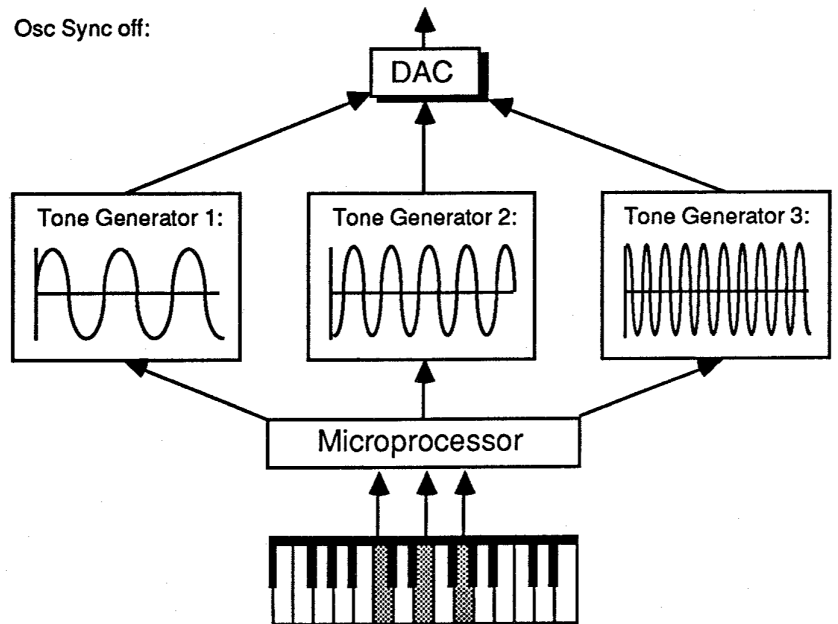 Osc Sync off:
DAC
Tone Generator 1:
Tone Generator 2:
Tone Generator 3:
Microprocessor